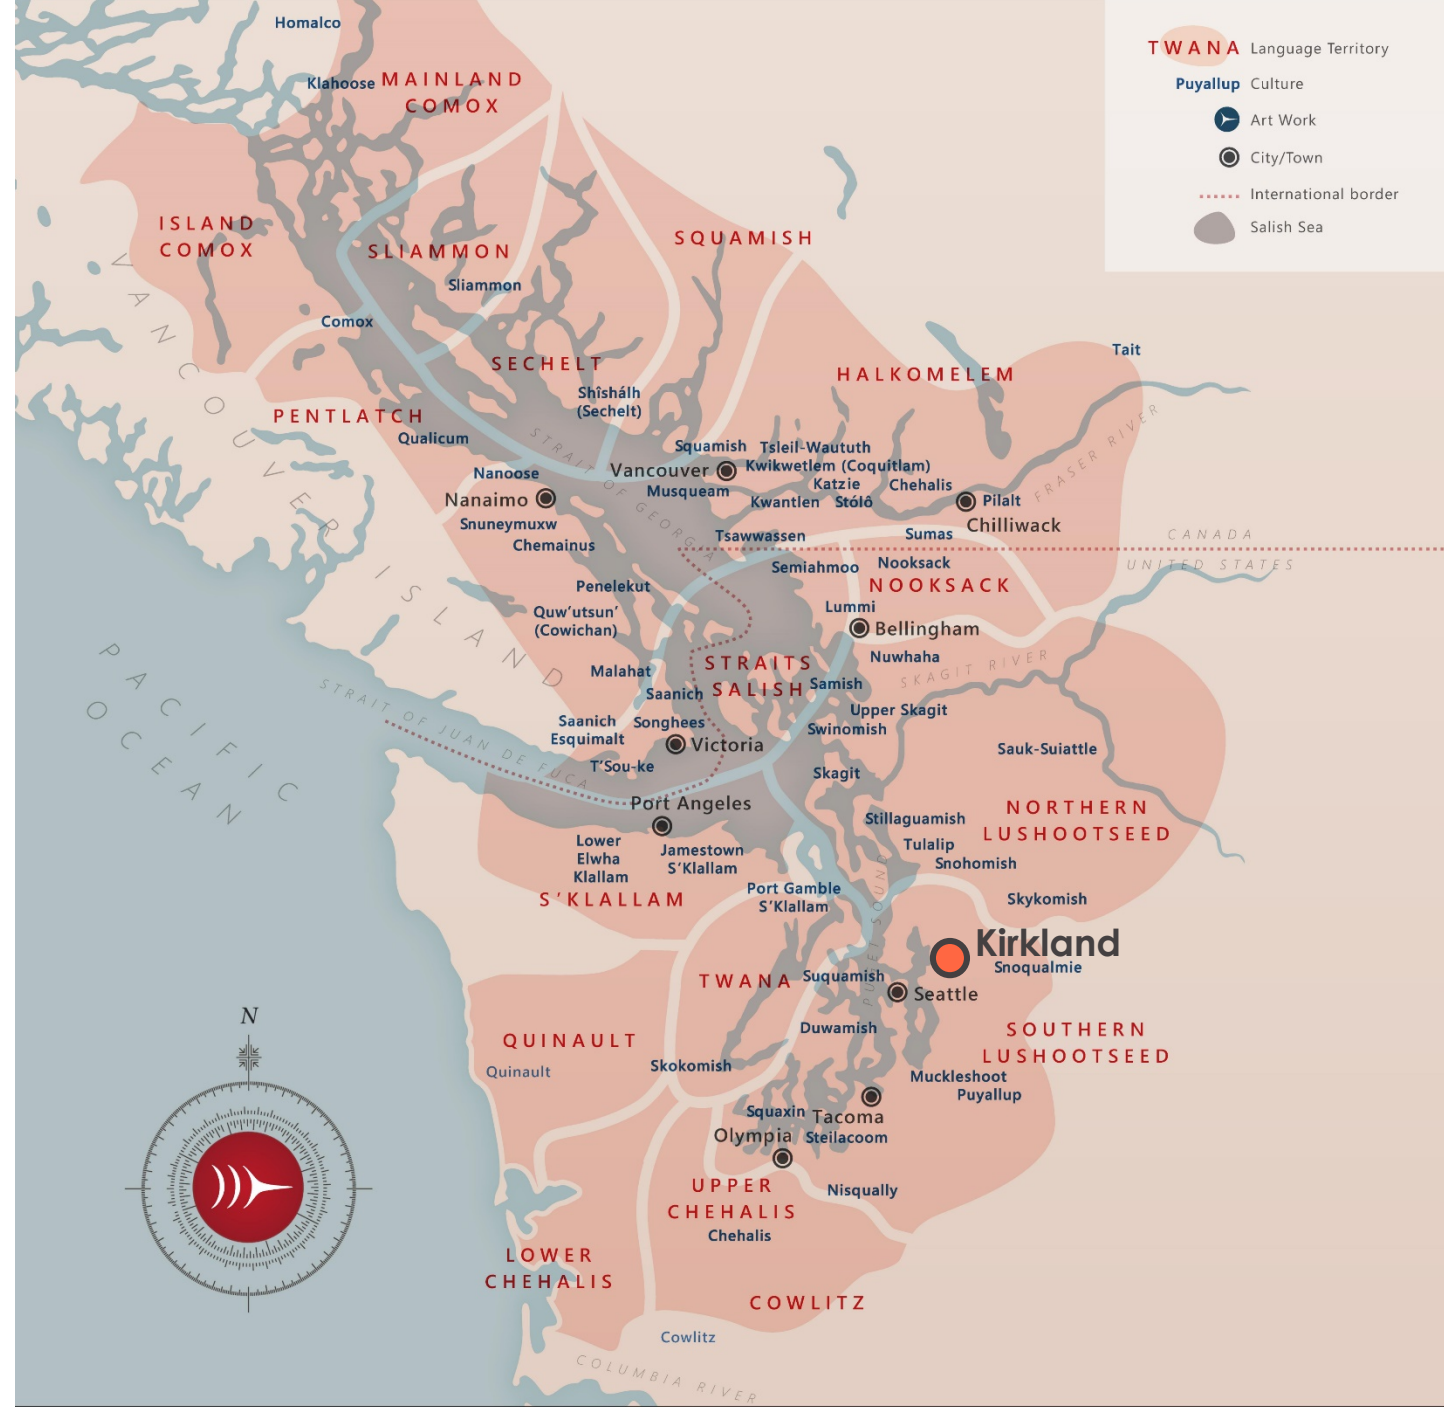 Homalco
Klahoose
MAINLAND
COMOX
TWANA Language Territory
Puyallup Culture
Art Work
City/Town
International border
Salish Sea
ISLAND
COMOX
SLIAMMON
Sliammon
SQUAMISH
VANCOUVER ISLAND
Comox
SECHELT
Shîshálh
(Sechelt)
HALKOMELEM
Tait
PENTLATCH
Qualicum
STRAIT OF GEORGIA
Squamish
Tsleil-Waututh
Vancouver
Kwikwetlem (Coquitlam)
Nanoose
Nanaimo
Musqueam
Katzie
Chehalis
Kwantlen
Stólō
Pilalt
FRASER RIVER
Chilliwack
Snuneymuxw
Chemainus
Tsawwassen
Sumas
CANADA
UNITED STATES
Semiahmoo
Nooksack
NOOKSACK
Penelekut
Quw'utsun'
(Cowichan)
Lummi
Bellingham
Nuwhaha
SKAGIT RIVER
STRAITS
SALISH
Malahat
Saanich
Samish
Upper Skagit
Swinomish
PACIFIC
OCEAN
STRAIT OF JUAN DE FUCA
Saanich
Songhees
Esquimalt
Victoria
T'Sou-ke
Sauk-Suiattle
Skagit
Port Angeles
NORTHERN
LUSHOOTSEED
Stillaguamish
Tulalip
Snohomish
Lower
Elwha
Klallam
Jamestown
S'Klallam
S'KLALLAM
Port Gamble
S'Klallam
PUGET SOUND
Skykomish
Kirkland
Snoqualmie
TWANA
Suquamish
Seattle
N
QUINAULT
Quinault
Duwamish
SOUTHERN
LUSHOOTSEED
Skokomish
Muckleshoot
Puyallup
Squaxin
Tacoma
Olympia
Steilacoom
UPPER
CHEHALIS
Nisqually
Chehalis
LOWER
CHEHALIS
COWLITZ
Cowlitz
COLUMBIA RIVER